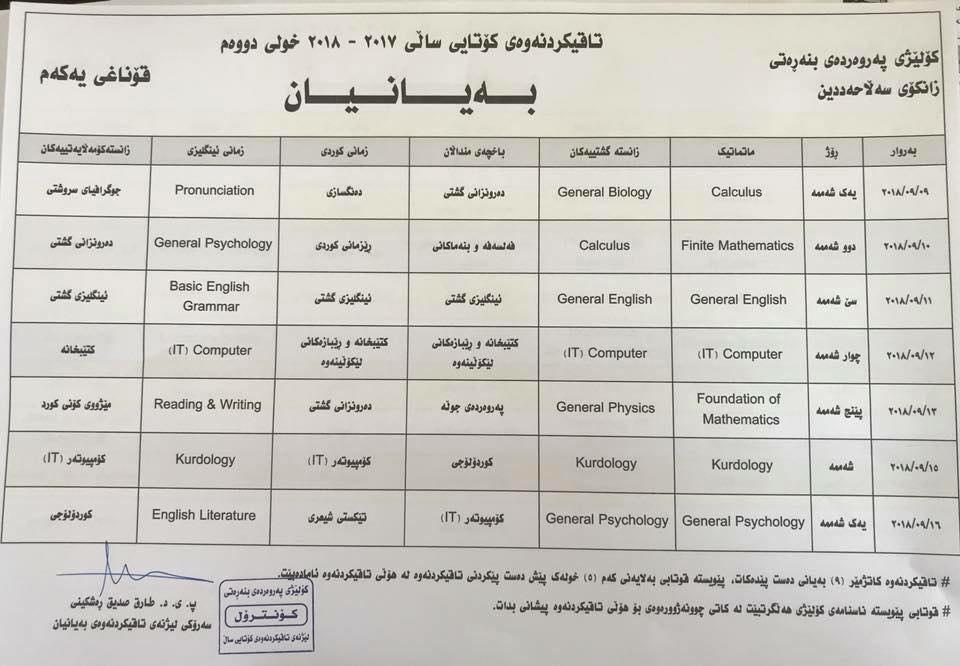 کۆلێژی پەروەردەی بنەڕەتی
زانکۆی سەڵاحەددین
تاقیکردنەوەی کۆتایی ساڵی ٢٠١٧ - ٢٠١٨ خولی دووەم
بەیانیان
قۆناغی یەکەم
بەروار ڕۆژ ماتماتیک زانستە گشتییەکان باخچەی منداڵان زمانی کوردی زمانی ئینگلیزی زانستەکۆمەڵایەتییەکان
٢٠١٨/٠٩/٠٩ یەک شەممە Calculus General Biology دەرونزانی گشتی دەنگسازی Pronunciation جوگرافیای سروشتی
٢٠١٨/٠٩/١٠ دوو شەممە Finite Mathematics Calculus فەلسەفە و بنەماکانی ڕێزمانی کوردی General Psychology دەرونزانی گشتی
٢٠١٨/٠٩/١١ سێ شەممە General English General English ئینگلیزی گشتی ئینگلیزی گشتی Basic English Grammar ئینگلیزی گشتی
٢٠١٨/٠٩/١٢ چوار شەممە (IT) Computer (IT) Computer کتێبخانە و ڕێبازەکانی لێکۆڵینەوە کتێبخانە و ڕێبازەکانی لێکۆڵینەوە (IT) Computer کتێبخانە
٢٠١٨/٠٩/١٣ پێنج شەممە Foundation of Mathematics General Physics پەروەردەی جوڵە دەرونزانی گشتی Reading & Writing مێژووی کۆنی کورد
٢٠١٨/٠٩/١٥ شەممە Kurdology Kurdology کوردۆلۆجی کۆمپیوتەر (IT) Kurdology کۆمپیوتەر (IT)
٢٠١٨/٠٩/١٦ یەک شەممە General Psychology General Psychology کۆمپیوتەر (IT) تێکستی شیعری English Literature کوردۆلۆجی
# تاقیکردنەوە کاتژمێر (٩) بەیانی دەست پێدەکات. پێویستە قوتابی بەلایەنی کەم (٥) خولەک پێش دەست پێکردنی تاقیکردنەوە لە هۆڵی تاقیکردنەوە ئامادەبێت.
# قوتابی پێویستە ناسنامەی کۆلێژی هەڵگرتبێت لە کاتی چوونەژوورەوەی بۆ هۆڵی تاقیکردنەوە پیشانی بدات.
پ. ی. د. طارق صدیق ڕەشکینی
سەرۆکی لیژنەی تاقیکردنەوەی بەیانیان
کۆلێژی پەروەردەی بنەڕەتی
کۆنترۆل
لیژنەی تاقیکردنەوەی کۆتایی ساڵ